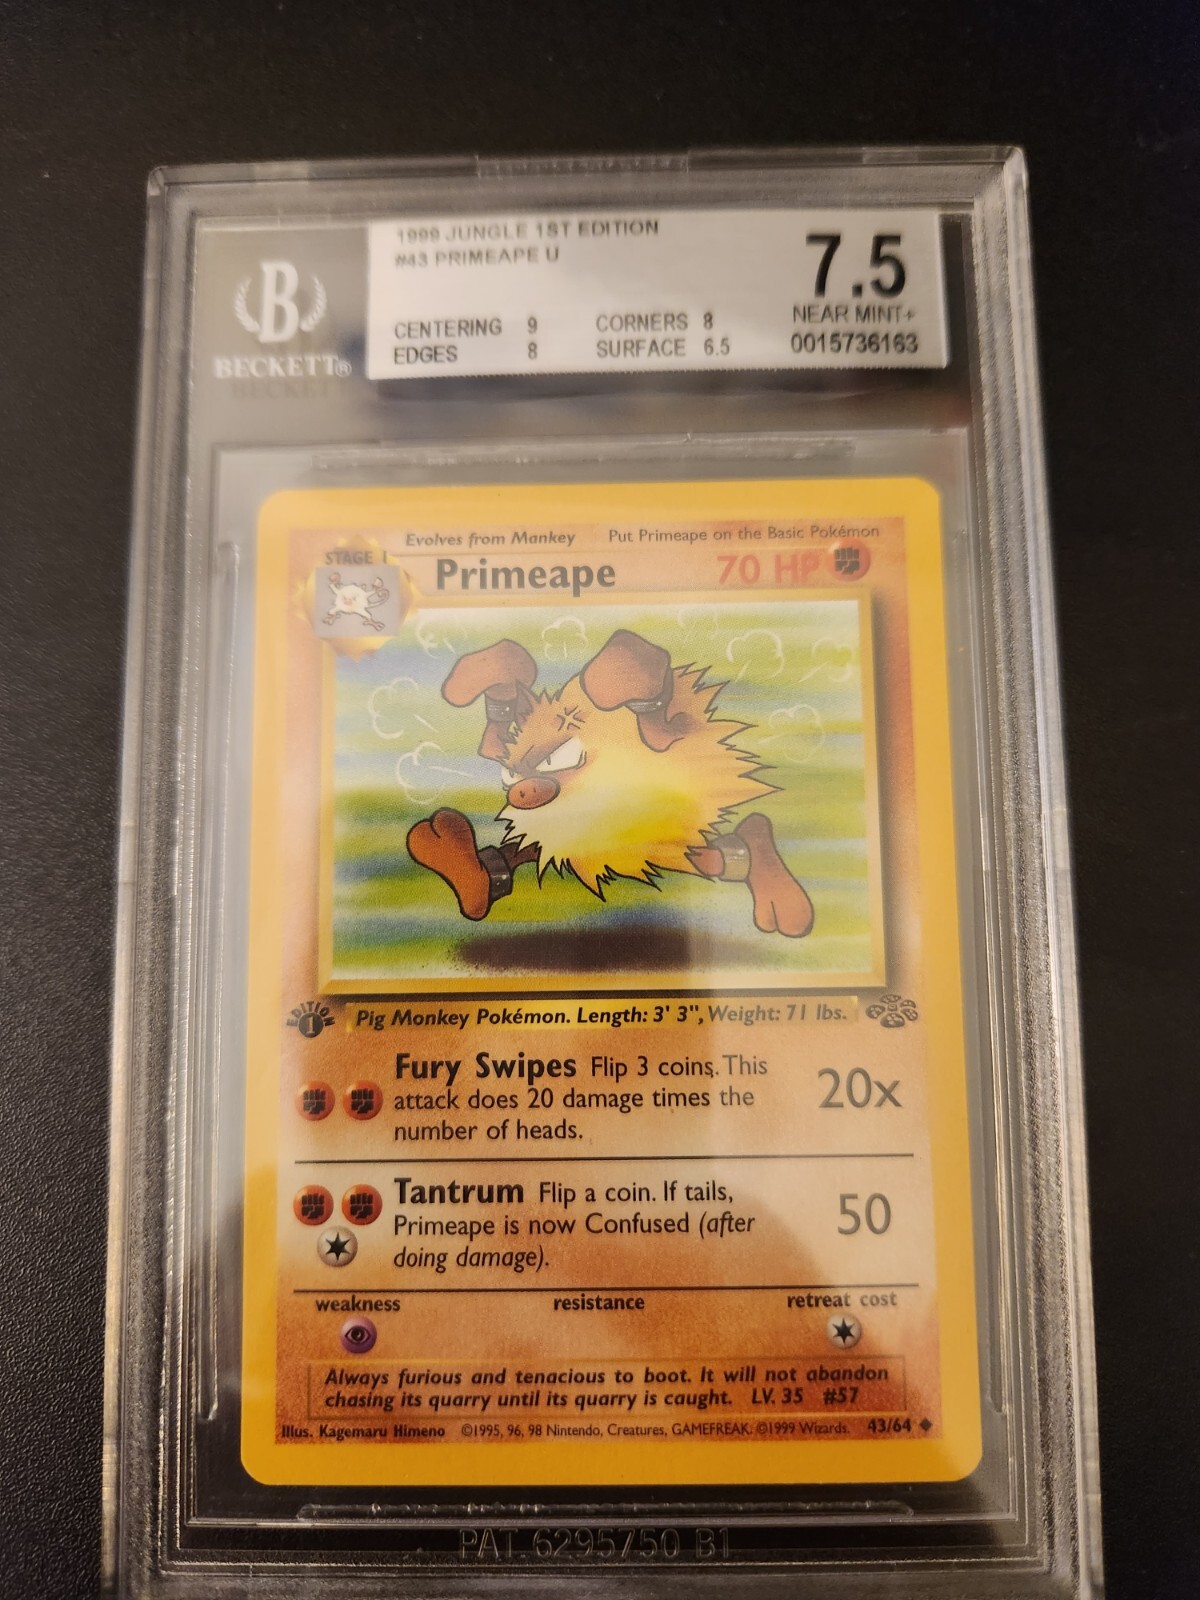 1999 JUNGLE 1ST EDITION
#43 PRIMEAPE U
7.5
NEAR MINT+
CENTERING 9 CORNERS 8
EDGES 8 SURFACE 6.5
0015736163
B
BECKETT®
Evolves from Mankey Put Primeape on the Basic Pokémon
STAGE 1
Primeape 70 HP
EDITION
1
Pig Monkey Pokémon. Length: 3' 3", Weight: 71 lbs.
Fury Swipes Flip 3 coins. This
attack does 20 damage times the
number of heads.
20x
Tantrum Flip a coin. If tails,
Primeape is now Confused (after
doing damage).
50
weakness resistance retreat cost
Always furious and tenacious to boot. It will not abandon
chasing its quarry until its quarry is caught. LV. 35 #57
Illus. Kagemaru Himeno ©1995, 96, 98 Nintendo, Creatures, GAMEFREAK. ©1999 Wizards. 43/64
PAT. 6295750 B1